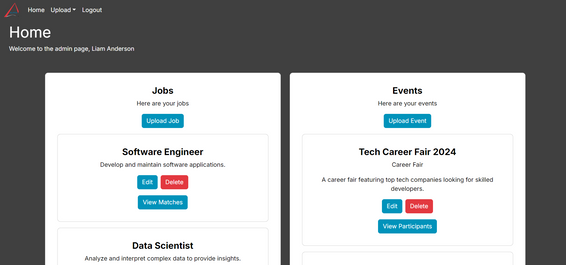 Home Upload Logout
Home
Welcome to the admin page, Liam Anderson
Jobs
Here are your jobs
Upload Job
Software Engineer
Develop and maintain software applications.
Edit Delete
View Matches
Data Scientist
Analyze and interpret complex data to provide insights.
Events
Here are your events
Upload Event
Tech Career Fair 2024
Career Fair
A career fair featuring top tech companies looking for skilled
developers.
Edit Delete
View Participants